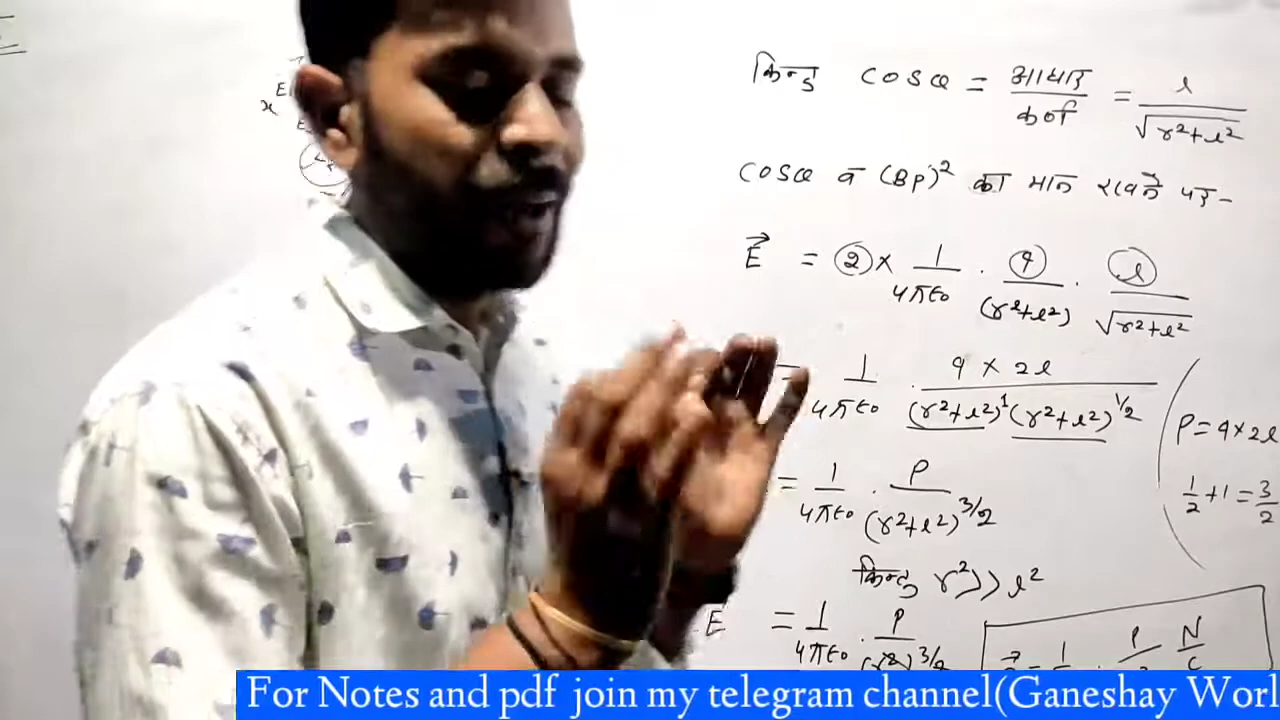 किन्तु cosθ = आधार/कर्ण = l/√r²+l²
cosθ व (BP)² का मान रखने पर -
E⃗ = 2 × 1/4πε₀ · q/(r²+l²) · l/√r²+l²
= 1/4πε₀ · q × 2l/(r²+l²)¹(r²+l²)^1/2
P = q×2l
1/2 + 1 = 3/2
= 1/4πε₀ · P/(r²+l²)^3/2
किन्तु r² >> l²
E = 1/4πε₀ · P/(r²)^3/2
N/C
For Notes and pdf join my telegram channel(Ganeshay Worl